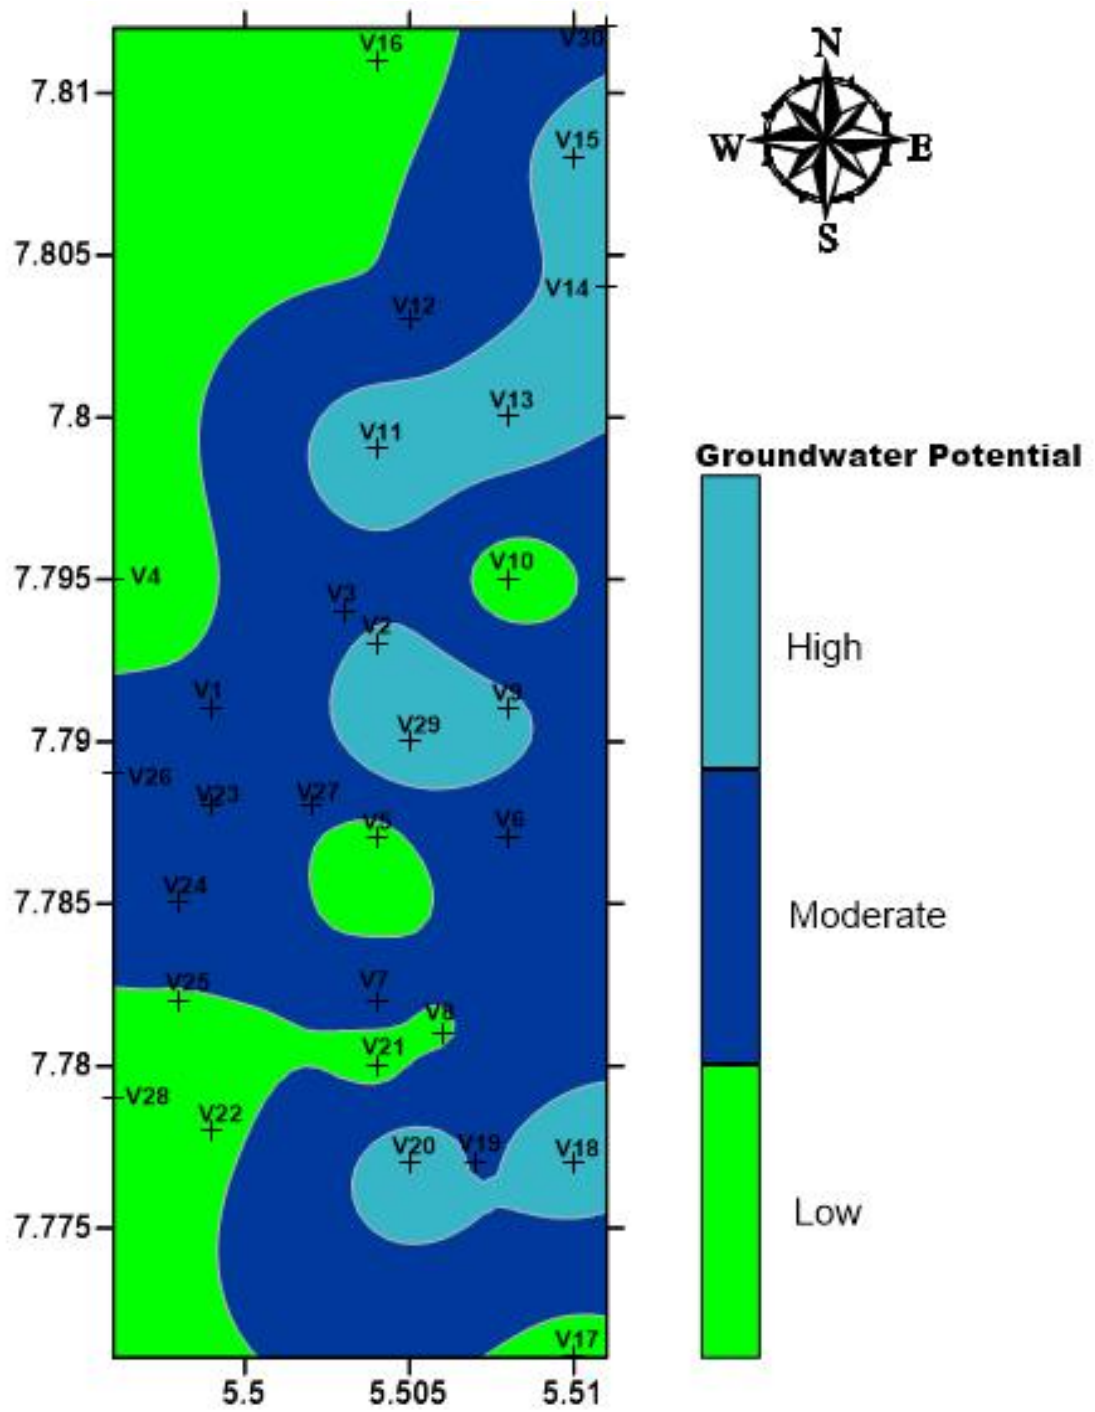 V16
V30
N
7.81
V15
W
E
S
7.805
V14
V12
V13
7.8
V11
Groundwater Potential
V10
7.795
V4
V3
V2
High
V1
V9
7.79
V29
V26
V23
V27
V5
V6
V24
7.785
Moderate
V25
V7
V8
V21
7.78
V28
V22
V20
V19
V18
Low
7.775
V17
5.5
5.505
5.51